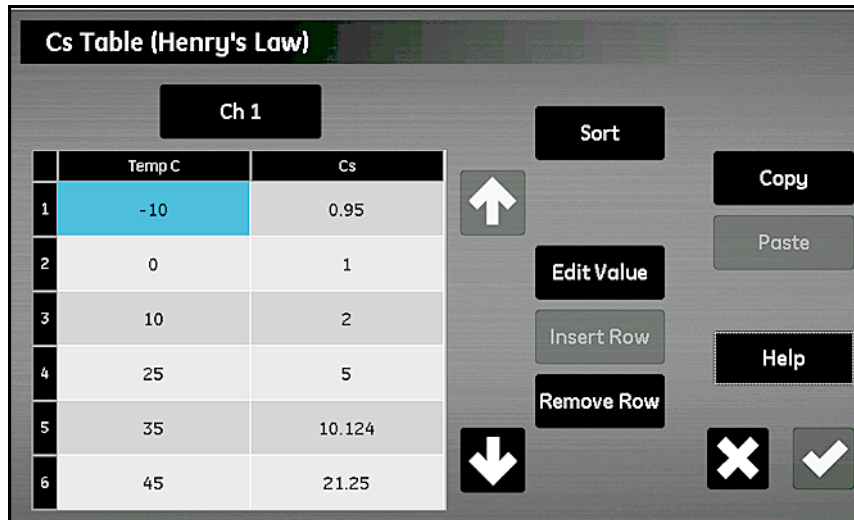 Cs Table (Henry's Law)
Ch 1
Sort
Copy
Paste
Temp C Cs
1 -10 0.95
2 0 1
3 10 2
4 25 5
5 35 10.124
6 45 21.25
Edit Value
Insert Row
Remove Row
Help